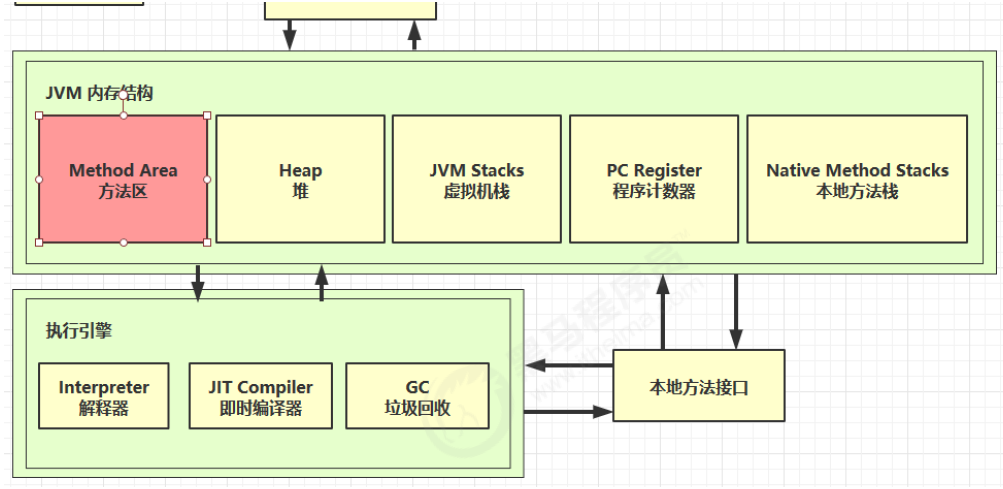 JVM 内存结构
Method Area
方法区
Heap
堆
JVM Stacks
虚拟机栈
PC Register
程序计数器
Native Method Stacks
本地方法栈
执行引擎
Interpreter
解释器
JIT Compiler
即时编译器
GC
垃圾回收
本地方法接口
黑马程序员